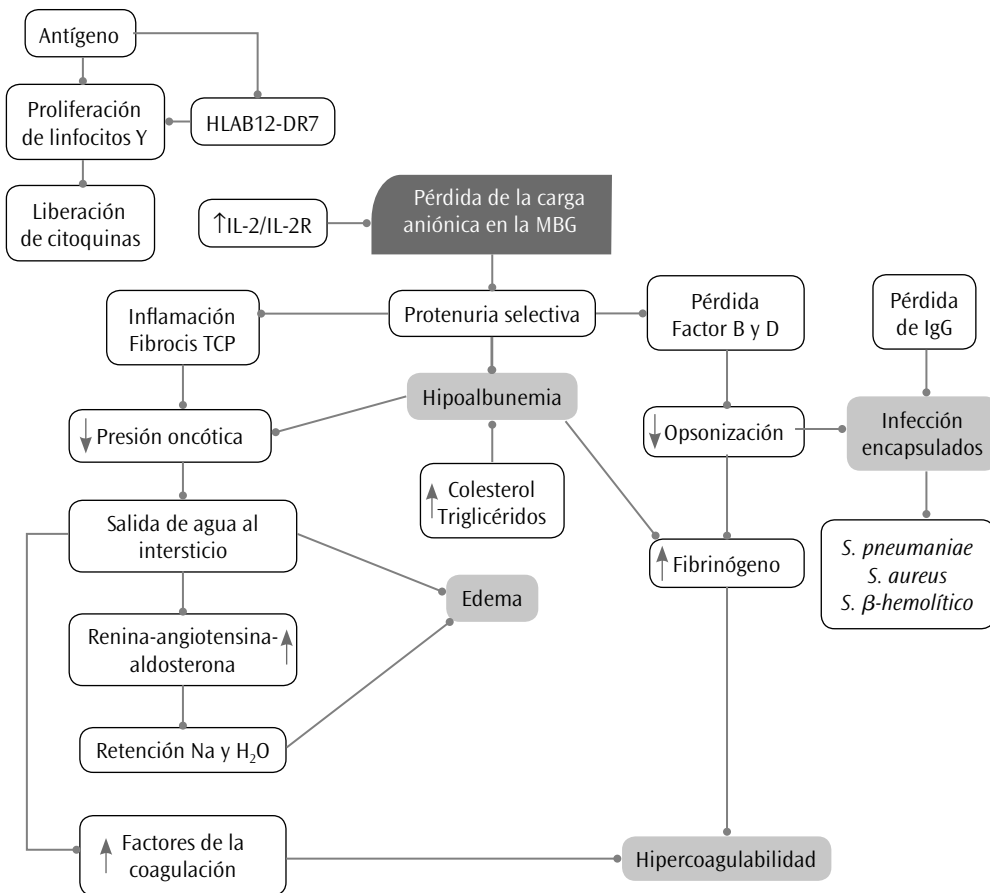 Antígeno
Proliferación
de linfocitos Y
HLAB12-DR7
Liberación
de citoquinas
↑IL-2/IL-2R
Pérdida de la carga
aniónica en la MBG
Inflamación
Fibrocis TCP
Protenuria selectiva
Pérdida
Factor B y D
Pérdida
de IgG
Hipoalbunemia
↓ Presión oncótica
↓ Opsonización
Infección
encapsulados
↑ Colesterol
Triglicéridos
Salida de agua al
intersticio
↑ Fibrinógeno
S. pneumaniae
S. aureus
S. β-hemolítico
Edema
Renina-angiotensina-
aldosterona ↑
Retención Na y H₂O
↑ Factores de la
coagulación
Hipercoagulabilidad